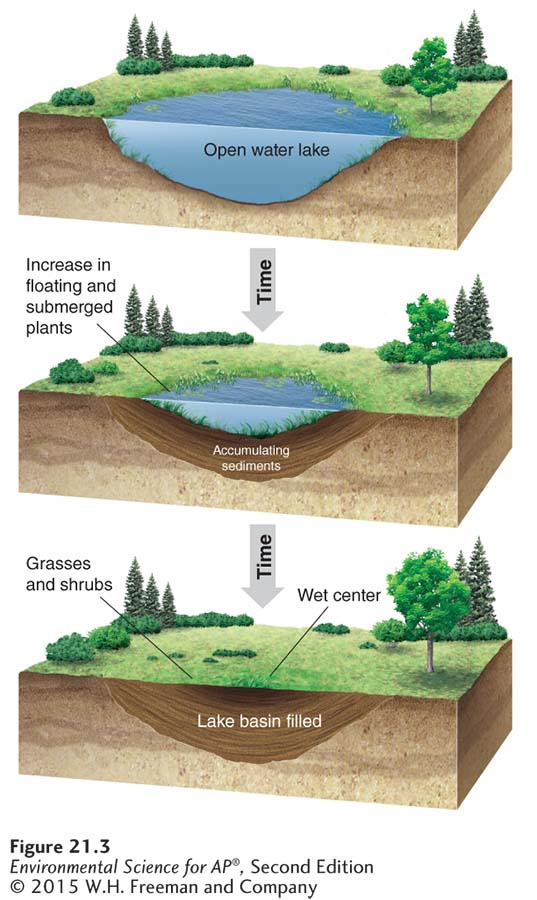 Open water lake
Time
Increase in
floating and
submerged
plants
Accumulating
sediments
Time
Grasses
and shrubs
Wet center
Lake basin filled
Figure 21.3
Environmental Science for AP®, Second Edition
© 2015 W.H. Freeman and Company